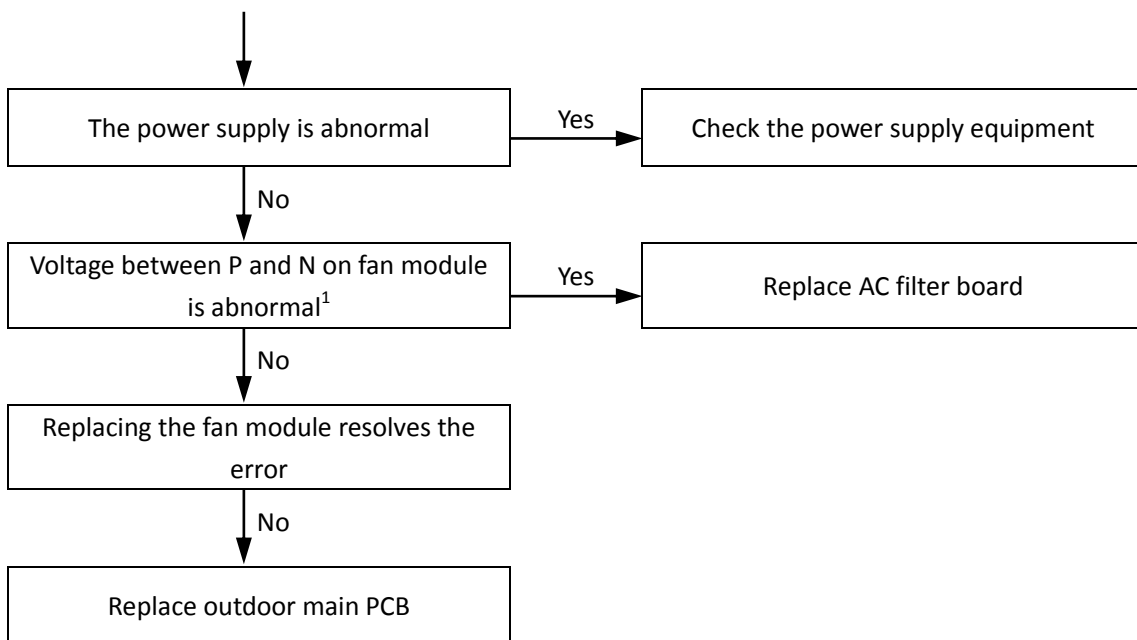 The power supply is abnormal
Yes
Check the power supply equipment
No
Voltage between P and N on fan module
is abnormal¹
Yes
Replace AC filter board
No
Replacing the fan module resolves the
error
No
Replace outdoor main PCB